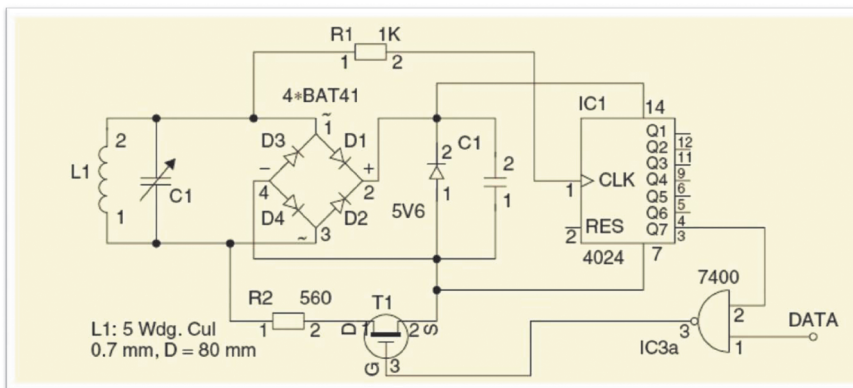 R1 1K
1 2
4*BAT41
~
1
D3 D1
L1
2
1
C1
−
4
+
2
D4 D2
~
3
2
1
5V6
C1
2
1
IC1
14
1
CLK
2
RES
4024
7
Q1 12
Q2 11
Q3 9
Q4 6
Q5 5
Q6 4
Q7 3
R2 560
1 2
T1
D 1 2 S
G 3
7400
2
3
1
IC3a
DATA
L1: 5 Wdg. Cul
0.7 mm, D = 80 mm